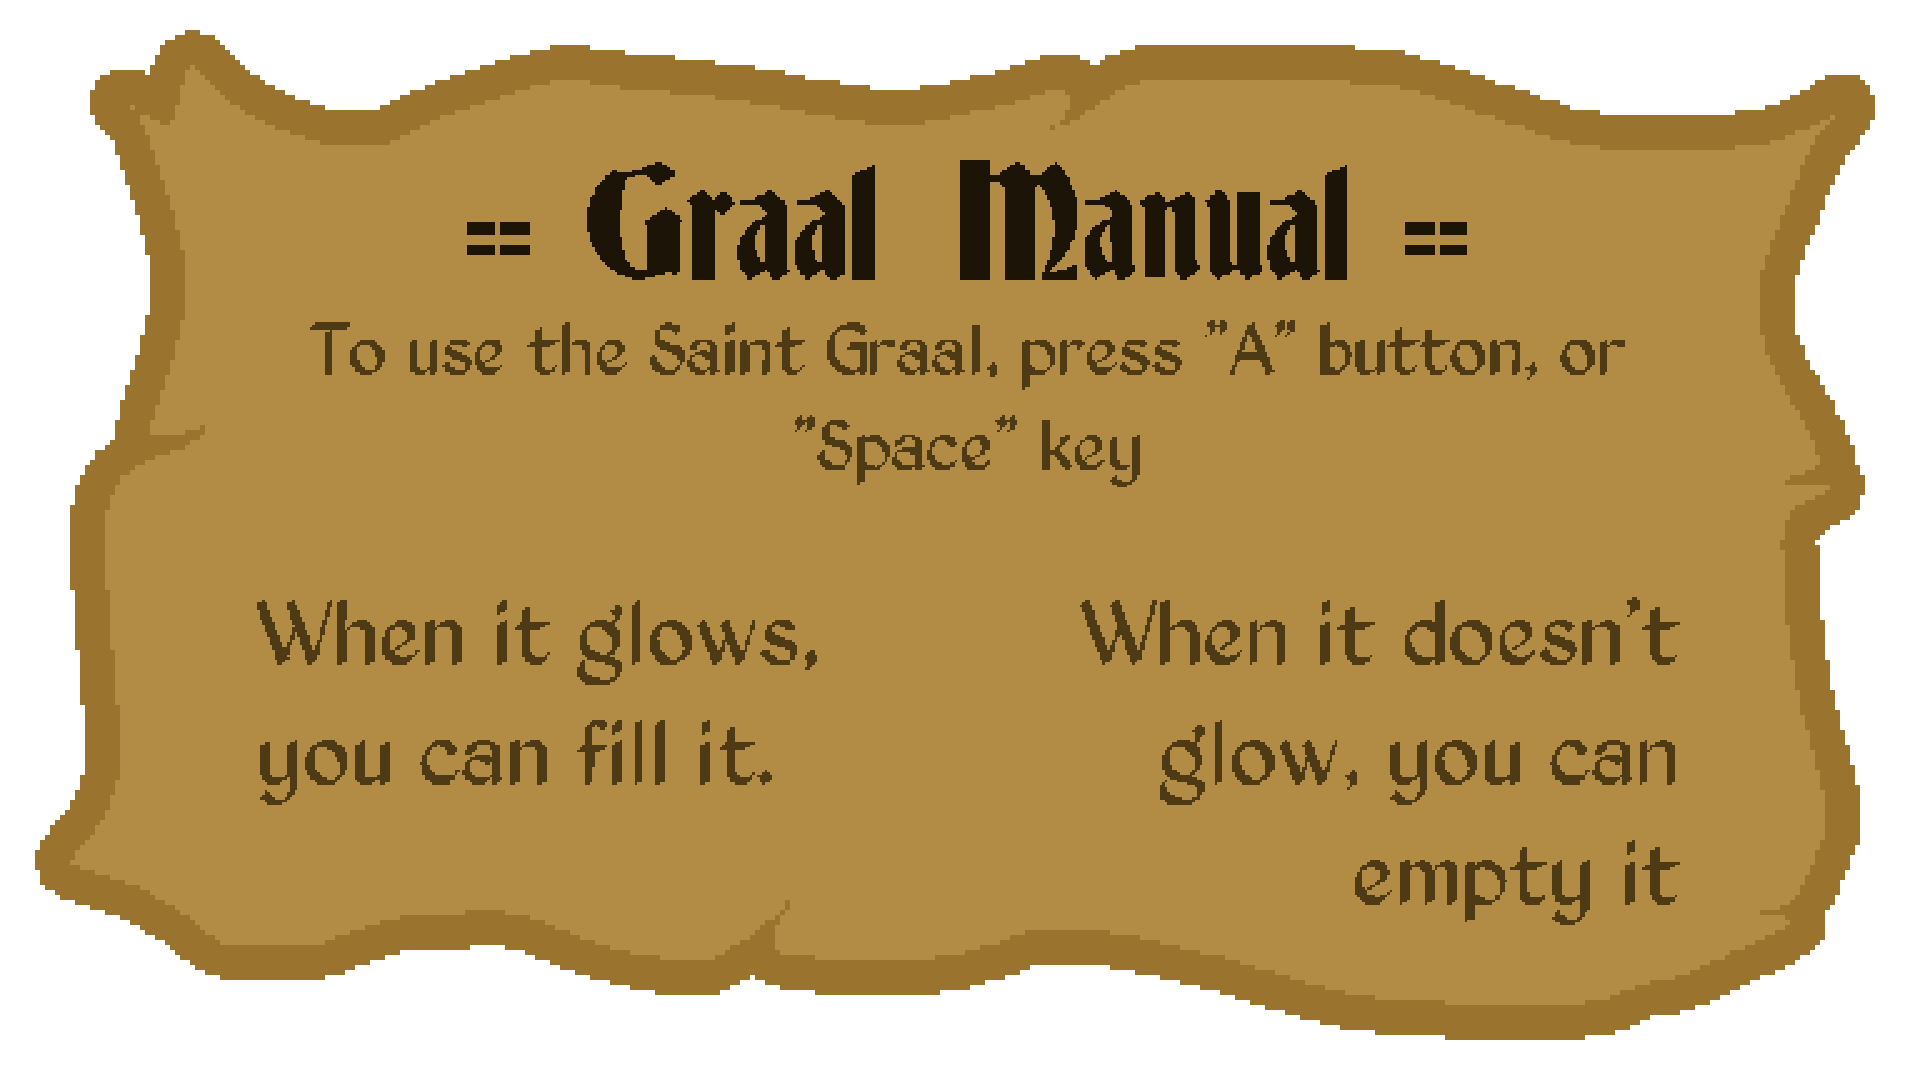 == Graal Manual ==
To use the Saint Graal, press "A" button, or
"Space" key
When it glows,
you can fill it.
When it doesn't
glow, you can
empty it